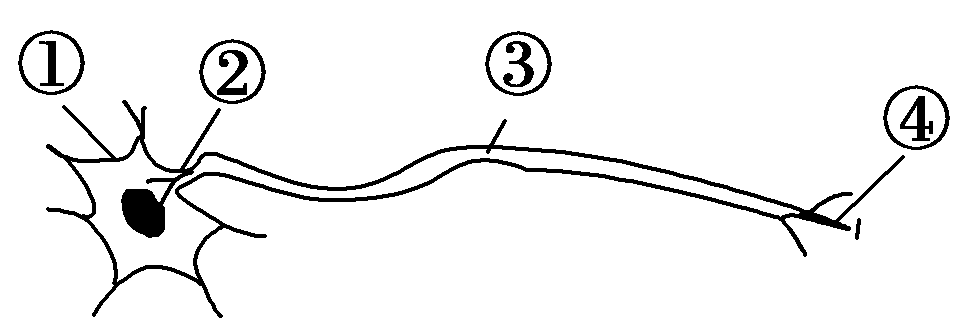 ①
②
③
④